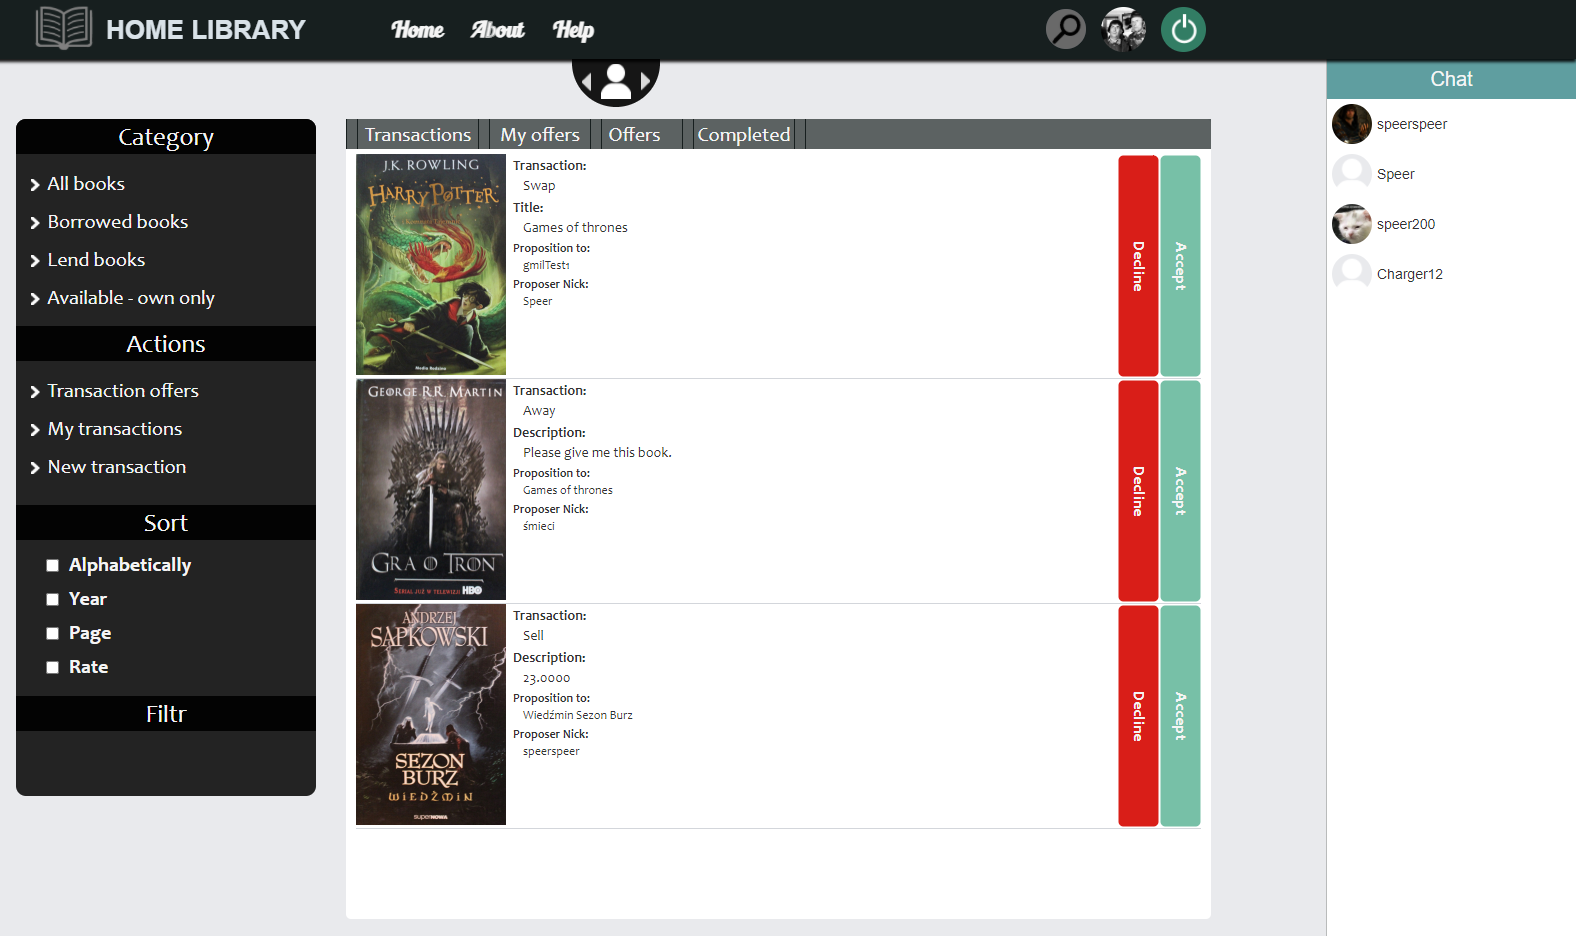 HOME LIBRARY
Home About Help
Chat
speerspeer
Speer
speer200
Charger12
Category
All books
Borrowed books
Lend books
Available - own only
Actions
Transaction offers
My transactions
New transaction
Sort
Alphabetically
Year
Page
Rate
Filtr
Transactions My offers Offers Completed
J.K. ROWLING
HARRY POTTER
Media Rodzina
Transaction:
Swap
Title:
Games of thrones
Proposition to:
gmilTest1
Proposer Nick:
Speer
Decline
Accept
GEORGE R.R. MARTIN
GRA O TRON
SERIAL JUŻ W TELEWIZJI HBO
Transaction:
Away
Description:
Please give me this book.
Proposition to:
Games of thrones
Proposer Nick:
śmieci
Decline
Accept
ANDRZEJ
SAPKOWSKI
SEZON
BURZ
WIEDŹMIN
superNOWA
Transaction:
Sell
Description:
23.0000
Proposition to:
Wiedźmin Sezon Burz
Proposer Nick:
speerspeer
Decline
Accept